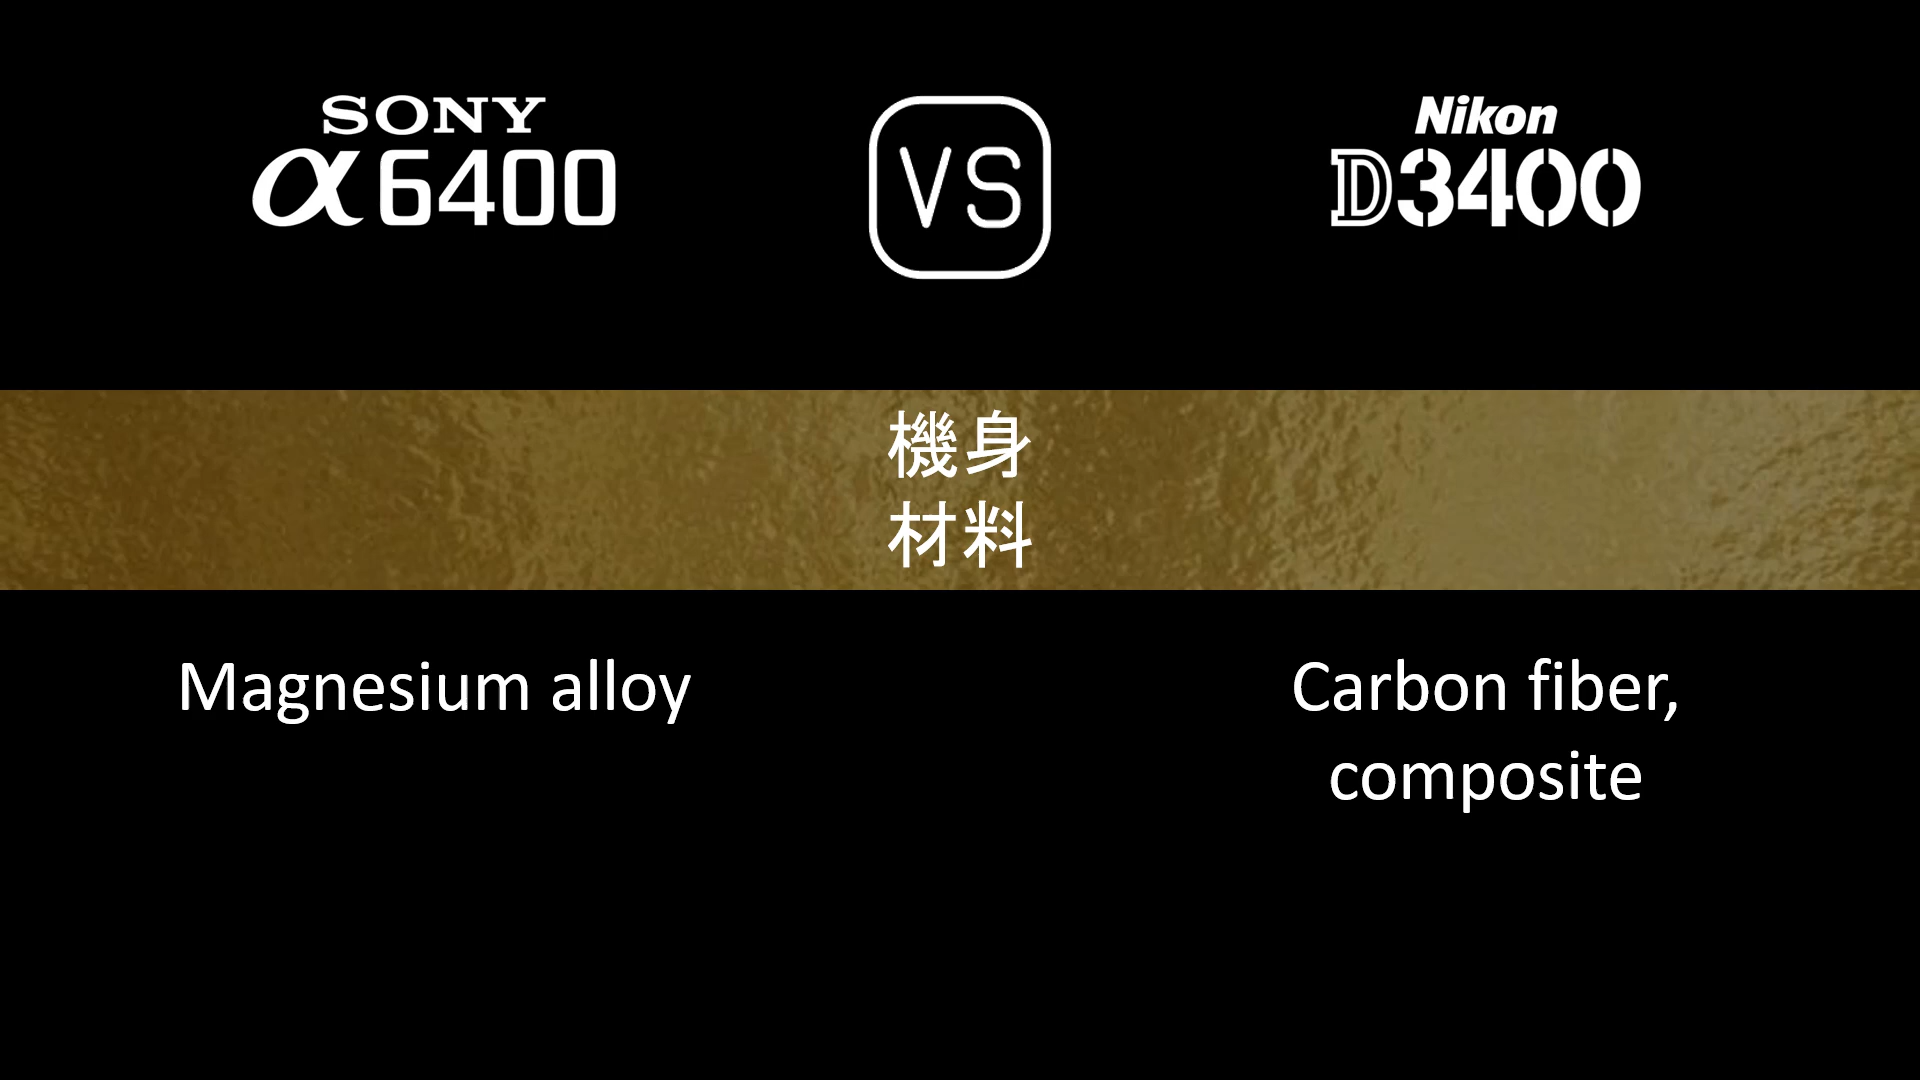 SONY
α6400
VS
Nikon
D3400
機身
材料
Magnesium alloy
Carbon fiber,
composite